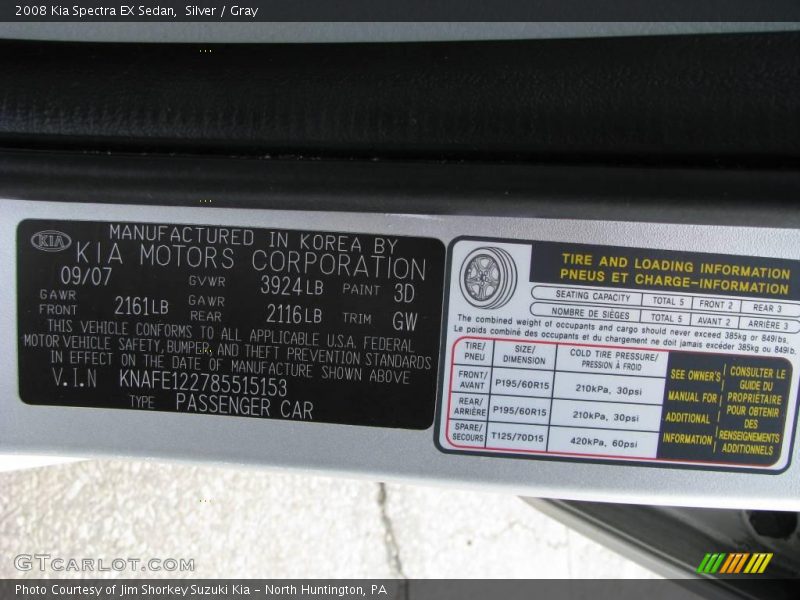 2008 Kia Spectra EX Sedan, Silver / Gray
KIA
MANUFACTURED IN KOREA BY
KIA MOTORS CORPORATION
09/07 GVWR 3924LB PAINT 3D
GAWR FRONT 2161LB GAWR REAR 2116LB TRIM GW
THIS VEHICLE CONFORMS TO ALL APPLICABLE U.S.A. FEDERAL
MOTOR VEHICLE SAFETY, BUMPER, AND THEFT PREVENTION STANDARDS
IN EFFECT ON THE DATE OF MANUFACTURE SHOWN ABOVE
V.I.N KNAFE122785515153
TYPE PASSENGER CAR
TIRE AND LOADING INFORMATION
PNEUS ET CHARGE-INFORMATION
SEATING CAPACITY TOTAL 5 FRONT 2 REAR 3
NOMBRE DE SIÈGES TOTAL 5 AVANT 2 ARRIÈRE 3
The combined weight of occupants and cargo should never exceed 385kg or 849lbs.
Le poids combiné des occupants et du chargement ne doit jamais excéder 385kg ou 849lb.
TIRE/ PNEU SIZE/ DIMENSION COLD TIRE PRESSURE/ PRESSION À FROID
FRONT/ AVANT P195/60R15 210kPa, 30psi
REAR/ ARRIÈRE P195/60R15 210kPa, 30psi
SPARE/ SECOURS T125/70D15 420kPa, 60psi
SEE OWNER'S
MANUAL FOR
ADDITIONAL
INFORMATION
CONSULTER LE
GUIDE DU
PROPRIÉTAIRE
POUR OBTENIR
DES
RENSEIGNEMENTS
ADDITIONNELS
GTCarLot.com
Photo Courtesy of Jim Shorkey Suzuki Kia - North Huntington, PA